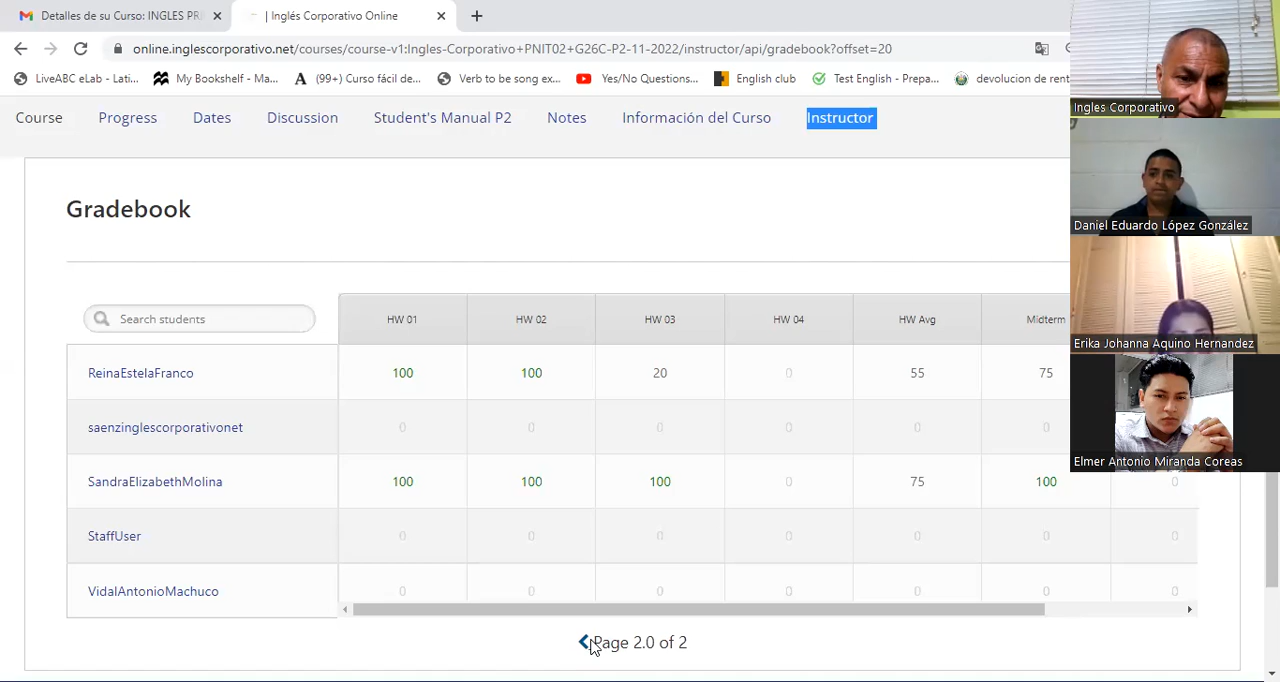 Detalles de su Curso: INGLES PRI
| Inglés Corporativo Online
online.inglescorporativo.net/courses/course-v1:Ingles-Corporativo+PNIT02+G26C-P2-11-2022/instructor/api/gradebook?offset=20
LiveABC eLab - Lati... My Bookshelf - Ma... (99+) Curso fácil de... Verb to be song ex... Yes/No Questions... English club Test English - Prepa... devolucion de rent
Course Progress Dates Discussion Student's Manual P2 Notes Información del Curso Instructor
Gradebook
Search students HW 01 HW 02 HW 03 HW 04 HW Avg Midterm
ReinaEstelaFranco 100 100 20 0 55 75
saenzinglescorporativonet 0 0 0 0 0 0 0
SandraElizabethMolina 100 100 100 0 75 100 0
StaffUser 0 0 0 0 0 0 0
VidalAntonioMachuco 0 0 0 0 0 0 0
Page 2.0 of 2
Ingles Corporativo
Daniel Eduardo López González
Erika Johanna Aquino Hernandez
Elmer Antonio Miranda Coreas